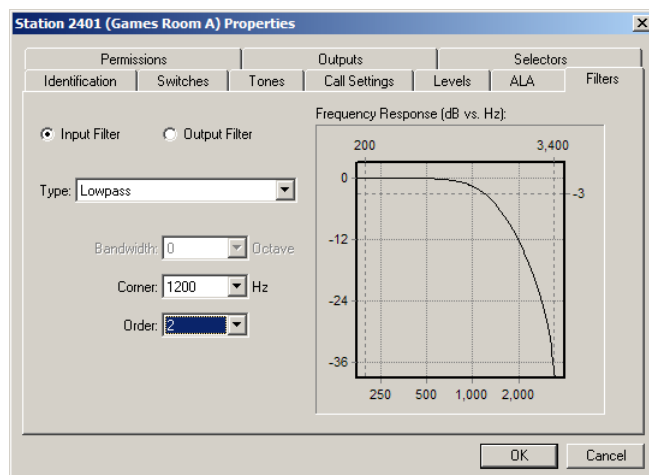 Station 2401 (Games Room A) Properties
Permissions Outputs Selectors
Identification Switches Tones Call Settings Levels ALA Filters
Input Filter Output Filter
Type: Lowpass
Bandwidth: 0 Octave
Corner: 1200 Hz
Order: 2
Frequency Response (dB vs. Hz):
200 3,400
0
-3
-12
-24
-36
250 500 1,000 2,000
OK Cancel